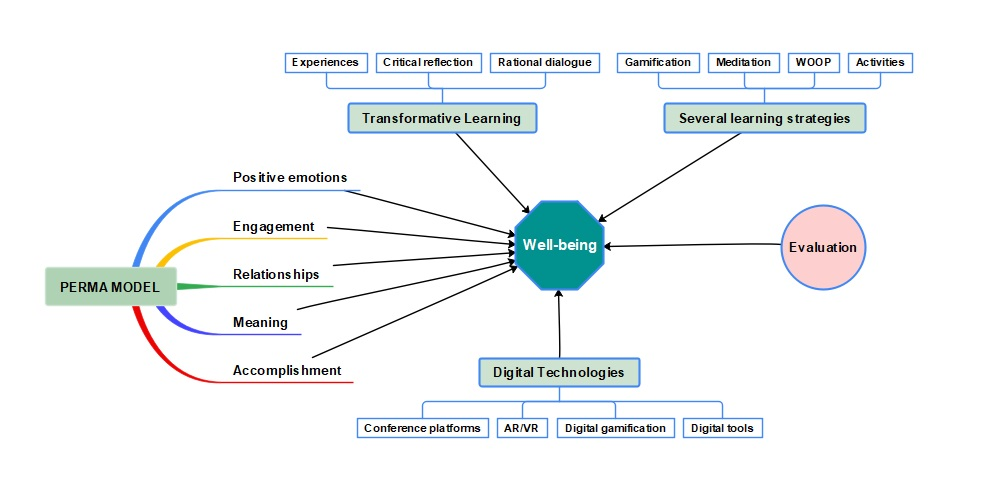 Experiences
Critical reflection
Rational dialogue
Gamification
Meditation
WOOP
Activities
Transformative Learning
Several learning strategies
Positive emotions
Engagement
Relationships
Meaning
Accomplishment
PERMA MODEL
Well-being
Evaluation
Digital Technologies
Conference platforms
AR/VR
Digital gamification
Digital tools